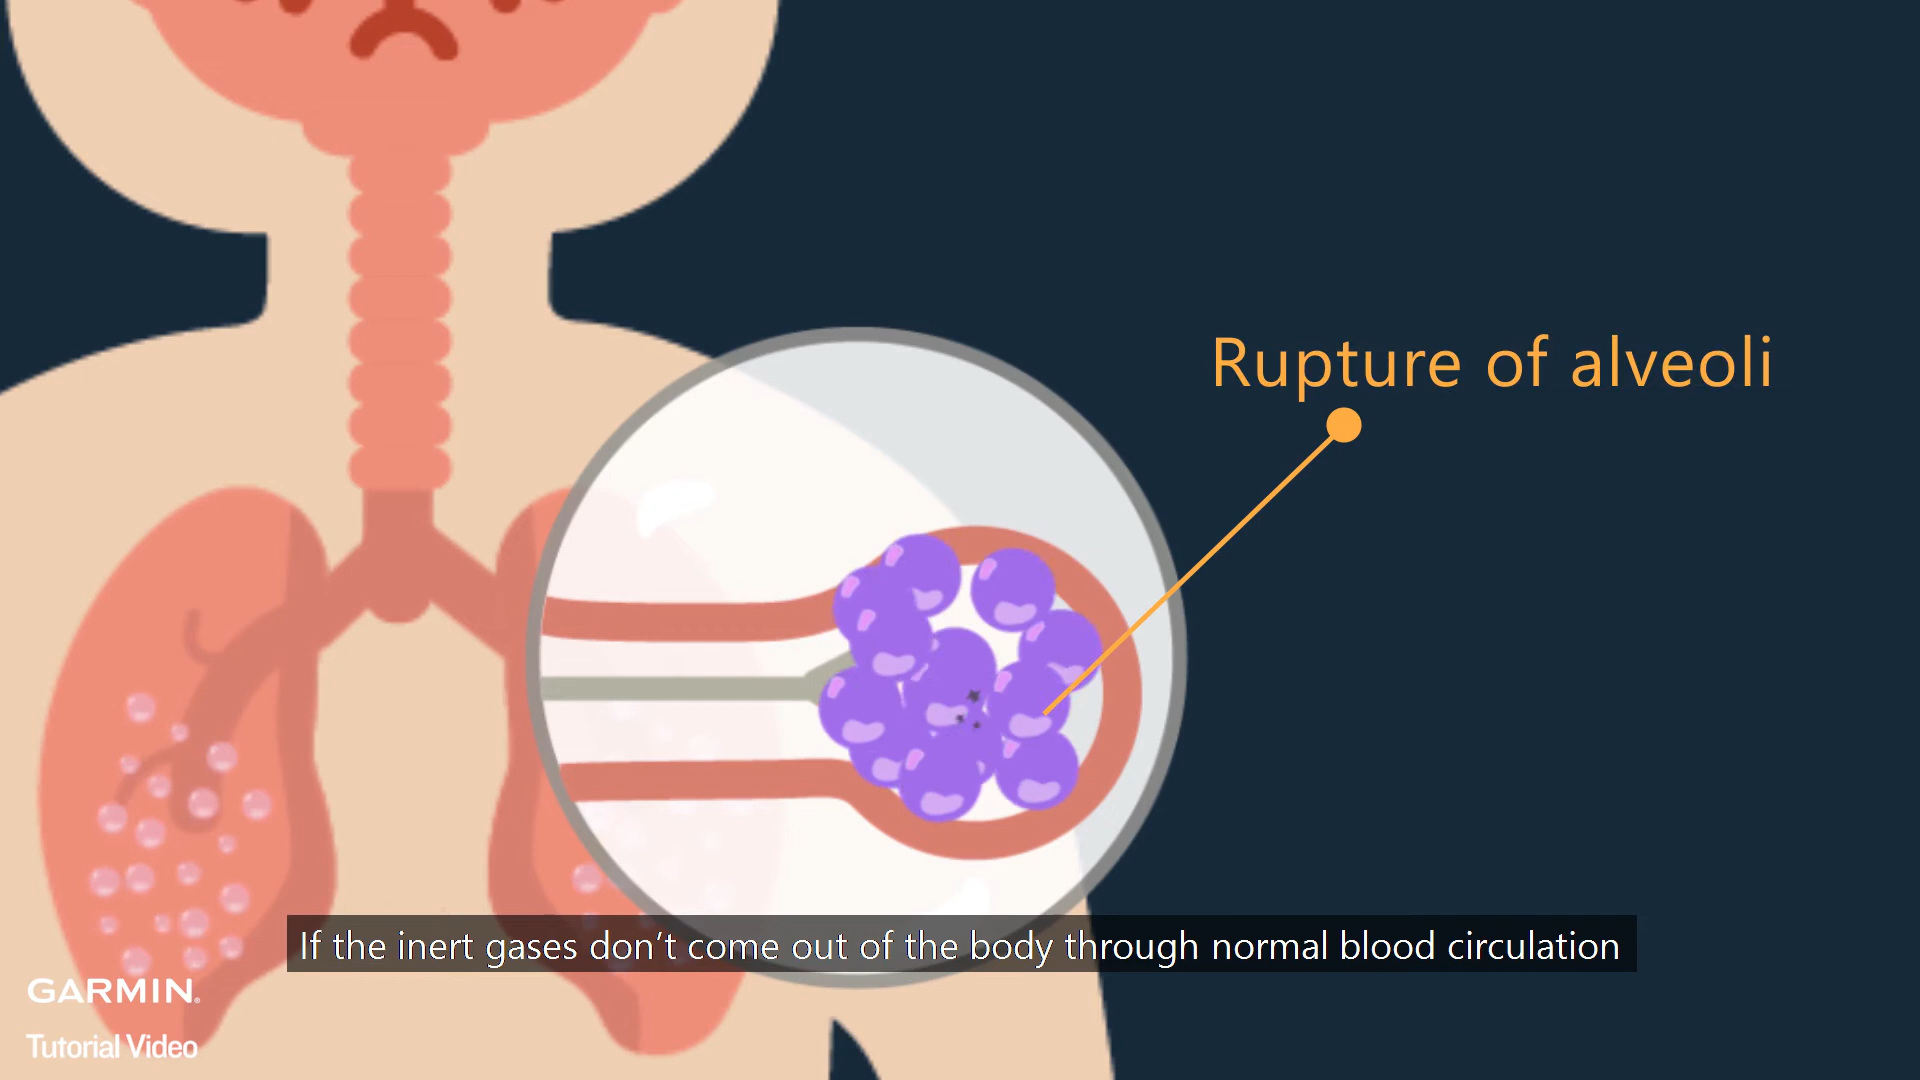 Rupture of alveoli
If the inert gases don’t come out of the body through normal blood circulation
GARMIN.
Tutorial Video